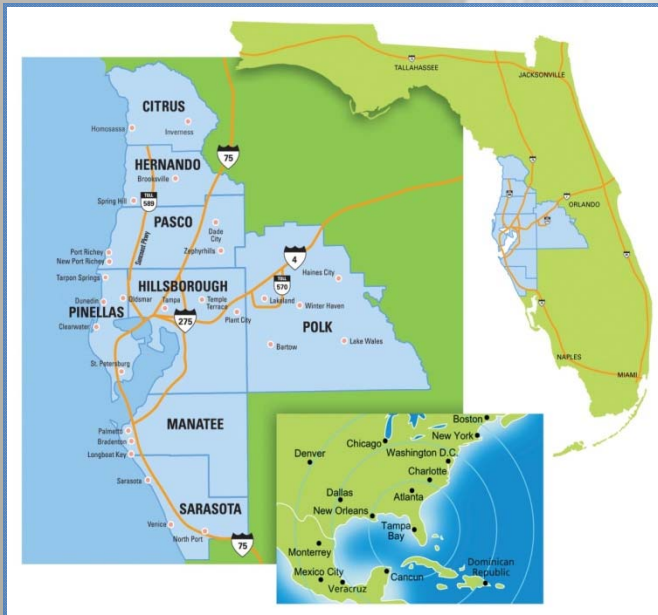 CITRUS
Homosassa
Inverness
75
HERNANDO
Brooksville
TOLL
589
Spring Hill
PASCO
Suncoast Pkwy
Dade
City
Zephyrhills
Port Richey
New Port Richey
Tarpon Springs
4
TOLL
570
Haines City
HILLSBOROUGH
Dunedin
Oldsmar
Tampa
Temple
Terrace
Lakeland
Winter Haven
PINELLAS
275
Plant City
Clearwater
POLK
Bartow
Lake Wales
St. Petersburg
MANATEE
Palmetto
Bradenton
Longboat Key
Sarasota
SARASOTA
Venice
North Port
75
TALLAHASSEE
JACKSONVILLE
ORLANDO
NAPLES
MIAMI
Boston
New York
Chicago
Washington D.C.
Denver
Charlotte
Dallas
Atlanta
New Orleans
Tampa
Bay
Monterrey
Mexico City
Veracruz
Cancun
Dominican
Republic